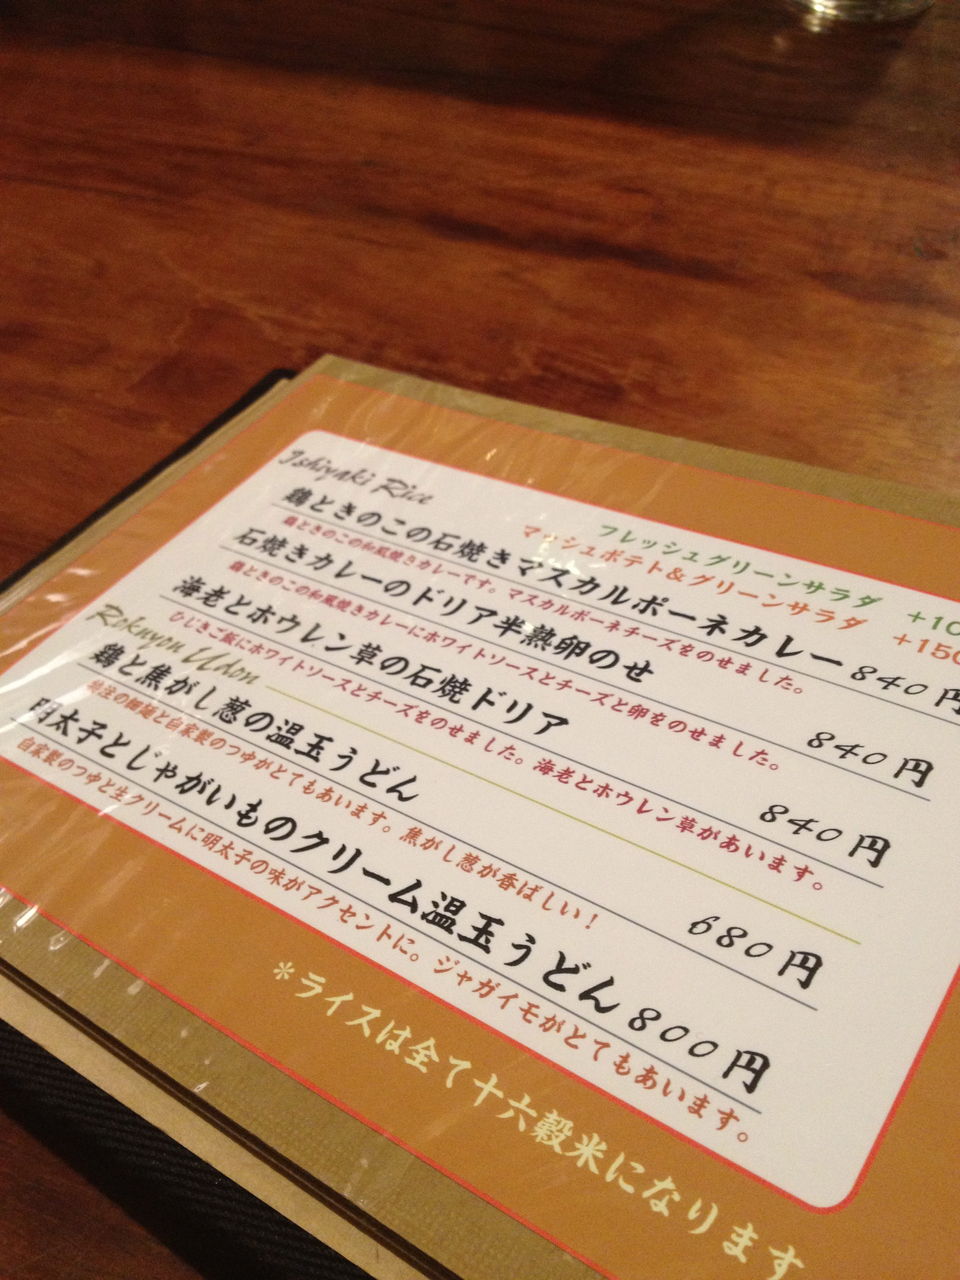 Ishiyaki Rice
フレッシュグリーンサラダ +10
マッシュポテト&グリーンサラダ +150
鶏ときのこの石焼きマスカルポーネカレー 840円
鶏ときのこの和風焼きカレーです。マスカルポーネチーズをのせました。
石焼きカレーのドリア半熟卵のせ 840円
鶏ときのこの和風焼きカレーにホワイトソースとチーズと卵をのせました。
海老とホウレン草の石焼ドリア 840円
ひじきご飯にホワイトソースとチーズをのせました。海老とホウレン草があいます。
Rokuyon Udon
鶏と焦がし葱の温玉うどん 680円
特注の細麺と自家製のつゆがとてもあいます。焦がし葱が香ばしい!
明太子とじゃがいものクリーム温玉うどん 800円
自家製のつゆと生クリームに明太子の味がアクセントに。ジャガイモがとてもあいます。
*ライスは全て十六穀米になります